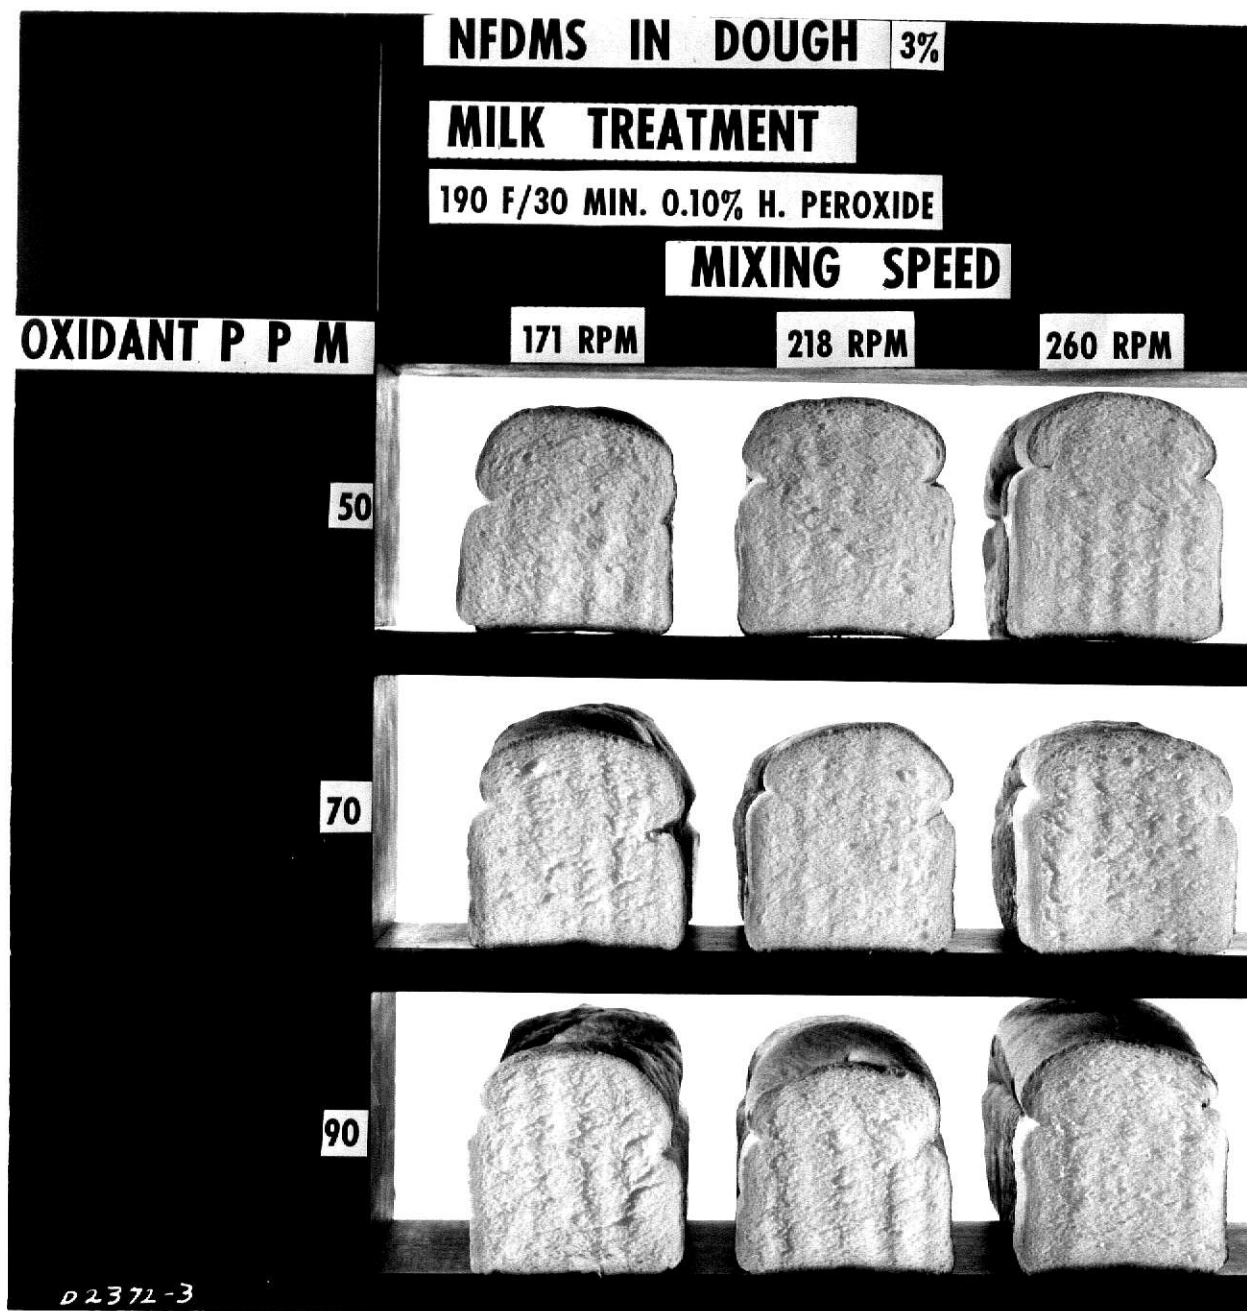 NFDMS IN DOUGH 3%
MILK TREATMENT
190 F/30 MIN. 0.10% H. PEROXIDE
MIXING SPEED
OXIDANT P P M 171 RPM 218 RPM 260 RPM
50
70
90
D2372-3